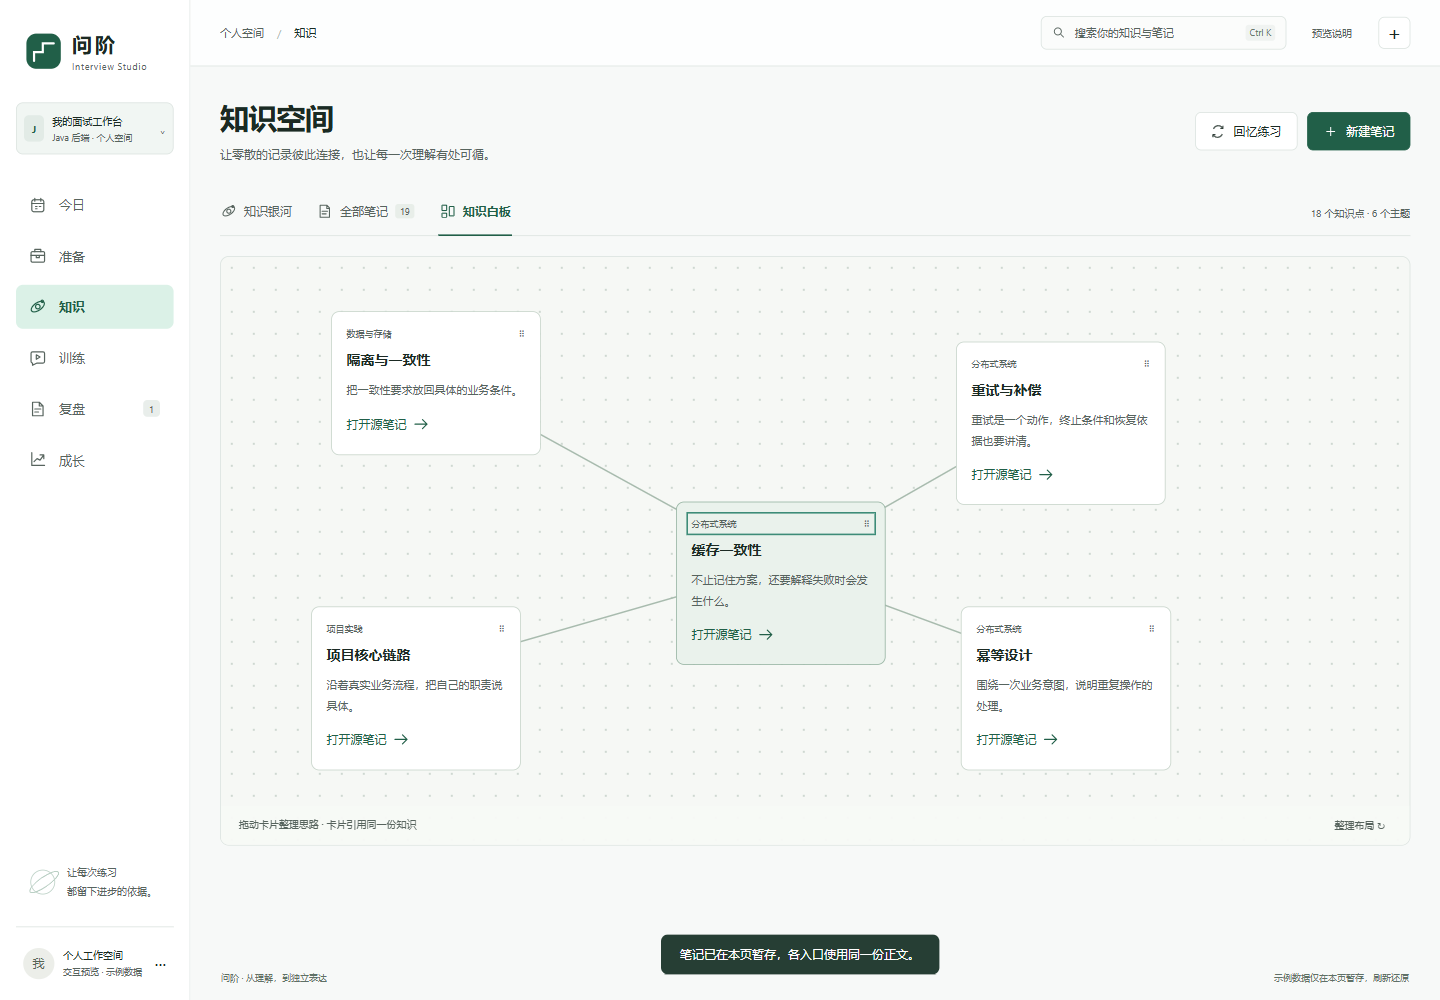 问阶
Interview Studio
J
我的面试工作台
Java 后端 · 个人空间
今日
准备
知识
训练
复盘
1
成长
让每次练习
都留下进步的依据。
我
个人工作空间
交互预览 · 示例数据
个人空间 / 知识
搜索你的知识与笔记
Ctrl K
预览说明
+
知识空间
让零散的记录彼此连接，也让每一次理解有处可循。
回忆练习
+ 新建笔记
知识银河
全部笔记 19
知识白板
18 个知识点 · 6 个主题
数据与存储
隔离与一致性
把一致性要求放回具体的业务条件。
打开源笔记 →
分布式系统
重试与补偿
重试是一个动作，终止条件和恢复依
据也要讲清。
打开源笔记 →
分布式系统
缓存一致性
不止记住方案，还要解释失败时会发
生什么。
打开源笔记 →
项目实践
项目核心链路
沿着真实业务流程，把自己的职责说
具体。
打开源笔记 →
分布式系统
幂等设计
围绕一次业务意图，说明重复操作的
处理。
打开源笔记 →
拖动卡片整理思路 · 卡片引用同一份知识
整理布局 ↻
笔记已在本页暂存，各入口使用同一份正文。
问阶 · 从理解，到独立表达
示例数据仅在本页暂存，刷新还原